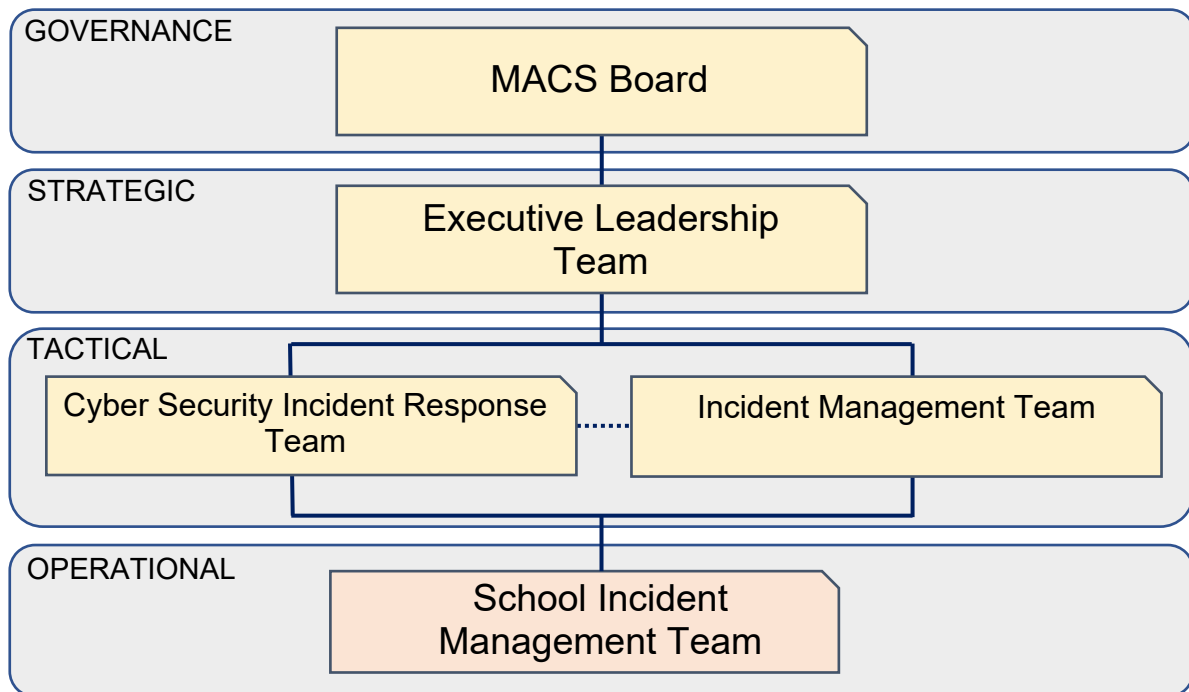 GOVERNANCE
MACS Board
STRATEGIC
Executive Leadership
Team
TACTICAL
Cyber Security Incident Response
Team
Incident Management Team
OPERATIONAL
School Incident
Management Team